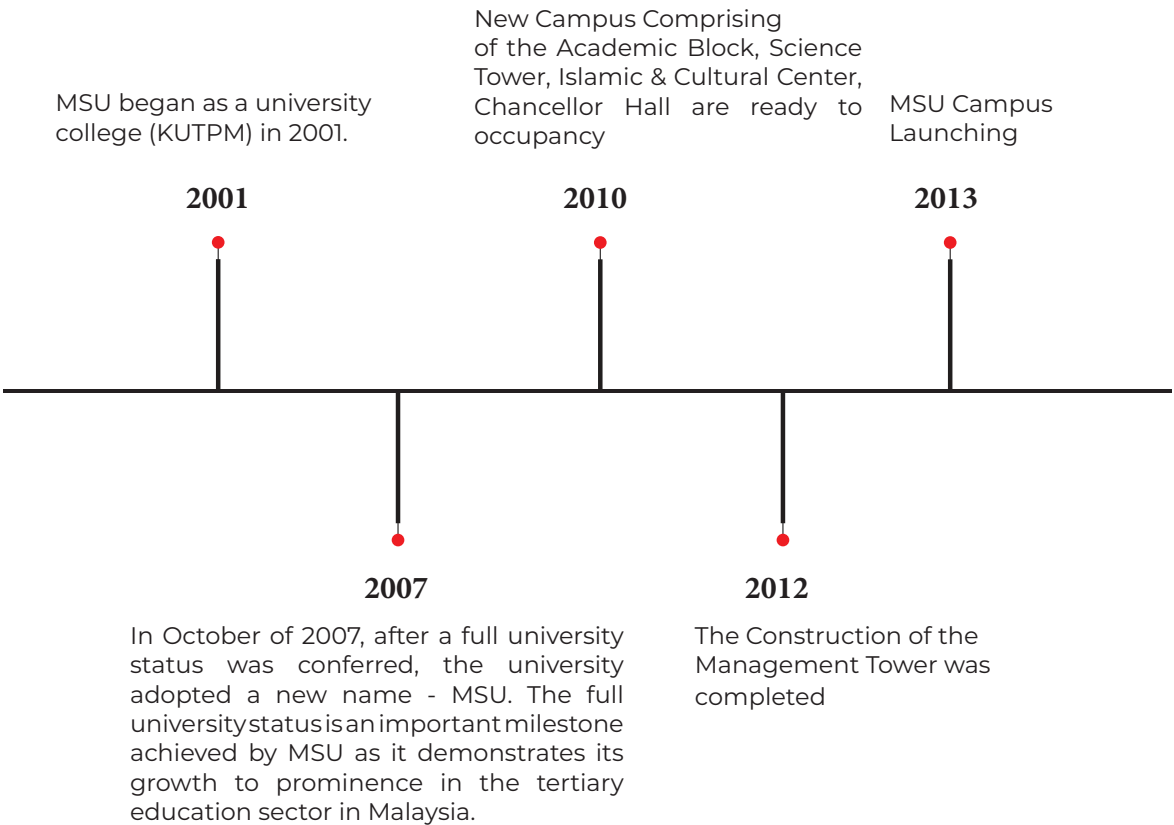 MSU began as a university
college (KUTPM) in 2001.
2001
In October of 2007, after a full university
status was conferred, the university
adopted a new name - MSU. The full
university status is an important milestone
achieved by MSU as it demonstrates its
growth to prominence in the tertiary
education sector in Malaysia.
2007
New Campus Comprising
of the Academic Block, Science
Tower, Islamic & Cultural Center,
Chancellor Hall are ready to
occupancy
2010
2012
The Construction of the
Management Tower was
completed
MSU Campus
Launching
2013